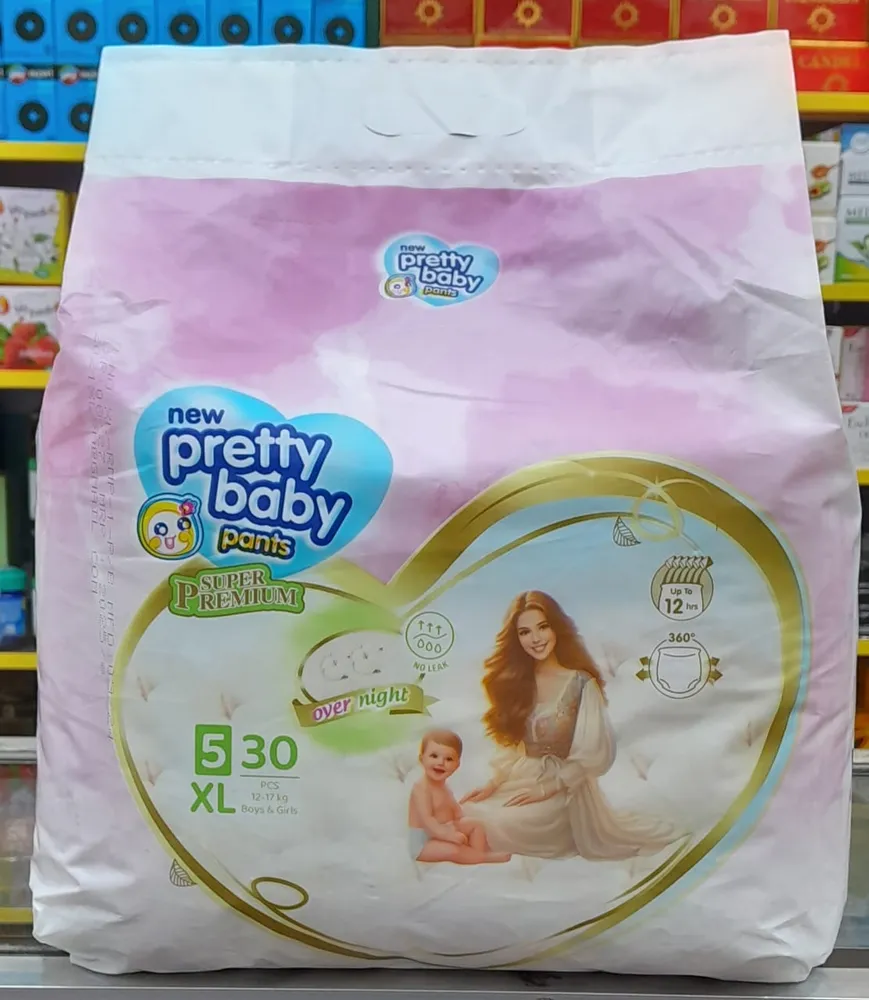 new
pretty
baby
pants
new
pretty
baby
pants
SUPER
PREMIUM
NO LEAK
over night
Up To
12 hrs
360°
5 30
PCS
XL
12-17 kg
Boys & Girls